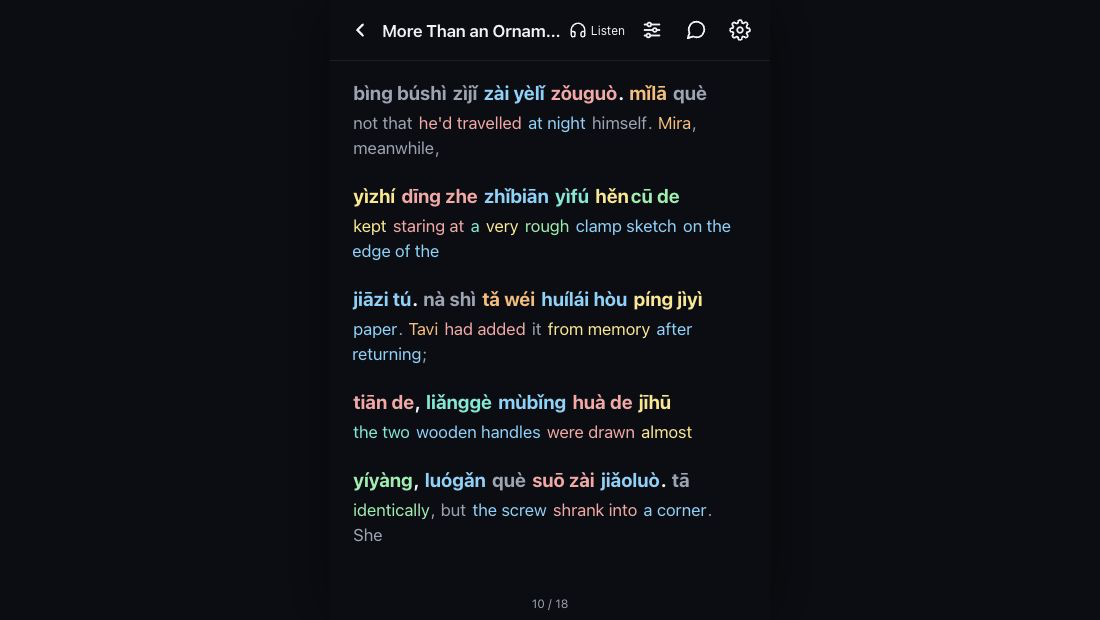 More Than an Ornam... Listen
bìng búshì zìjǐ zài yèlǐ zǒuguò. mǐlā què
not that he'd travelled at night himself. Mira,
meanwhile,
yìzhí dīng zhe zhǐbiān yìfú hěn cū de
kept staring at a very rough clamp sketch on the
edge of the
jiāzi tú. nà shì tǎ wéi huílái hòu píng jìyì
paper. Tavi had added it from memory after
returning;
tiān de, liǎnggè mùbǐng huà de jīhū
the two wooden handles were drawn almost
yíyàng, luógǎn què suō zài jiǎoluò. tā
identically, but the screw shrank into a corner.
She
10 / 18